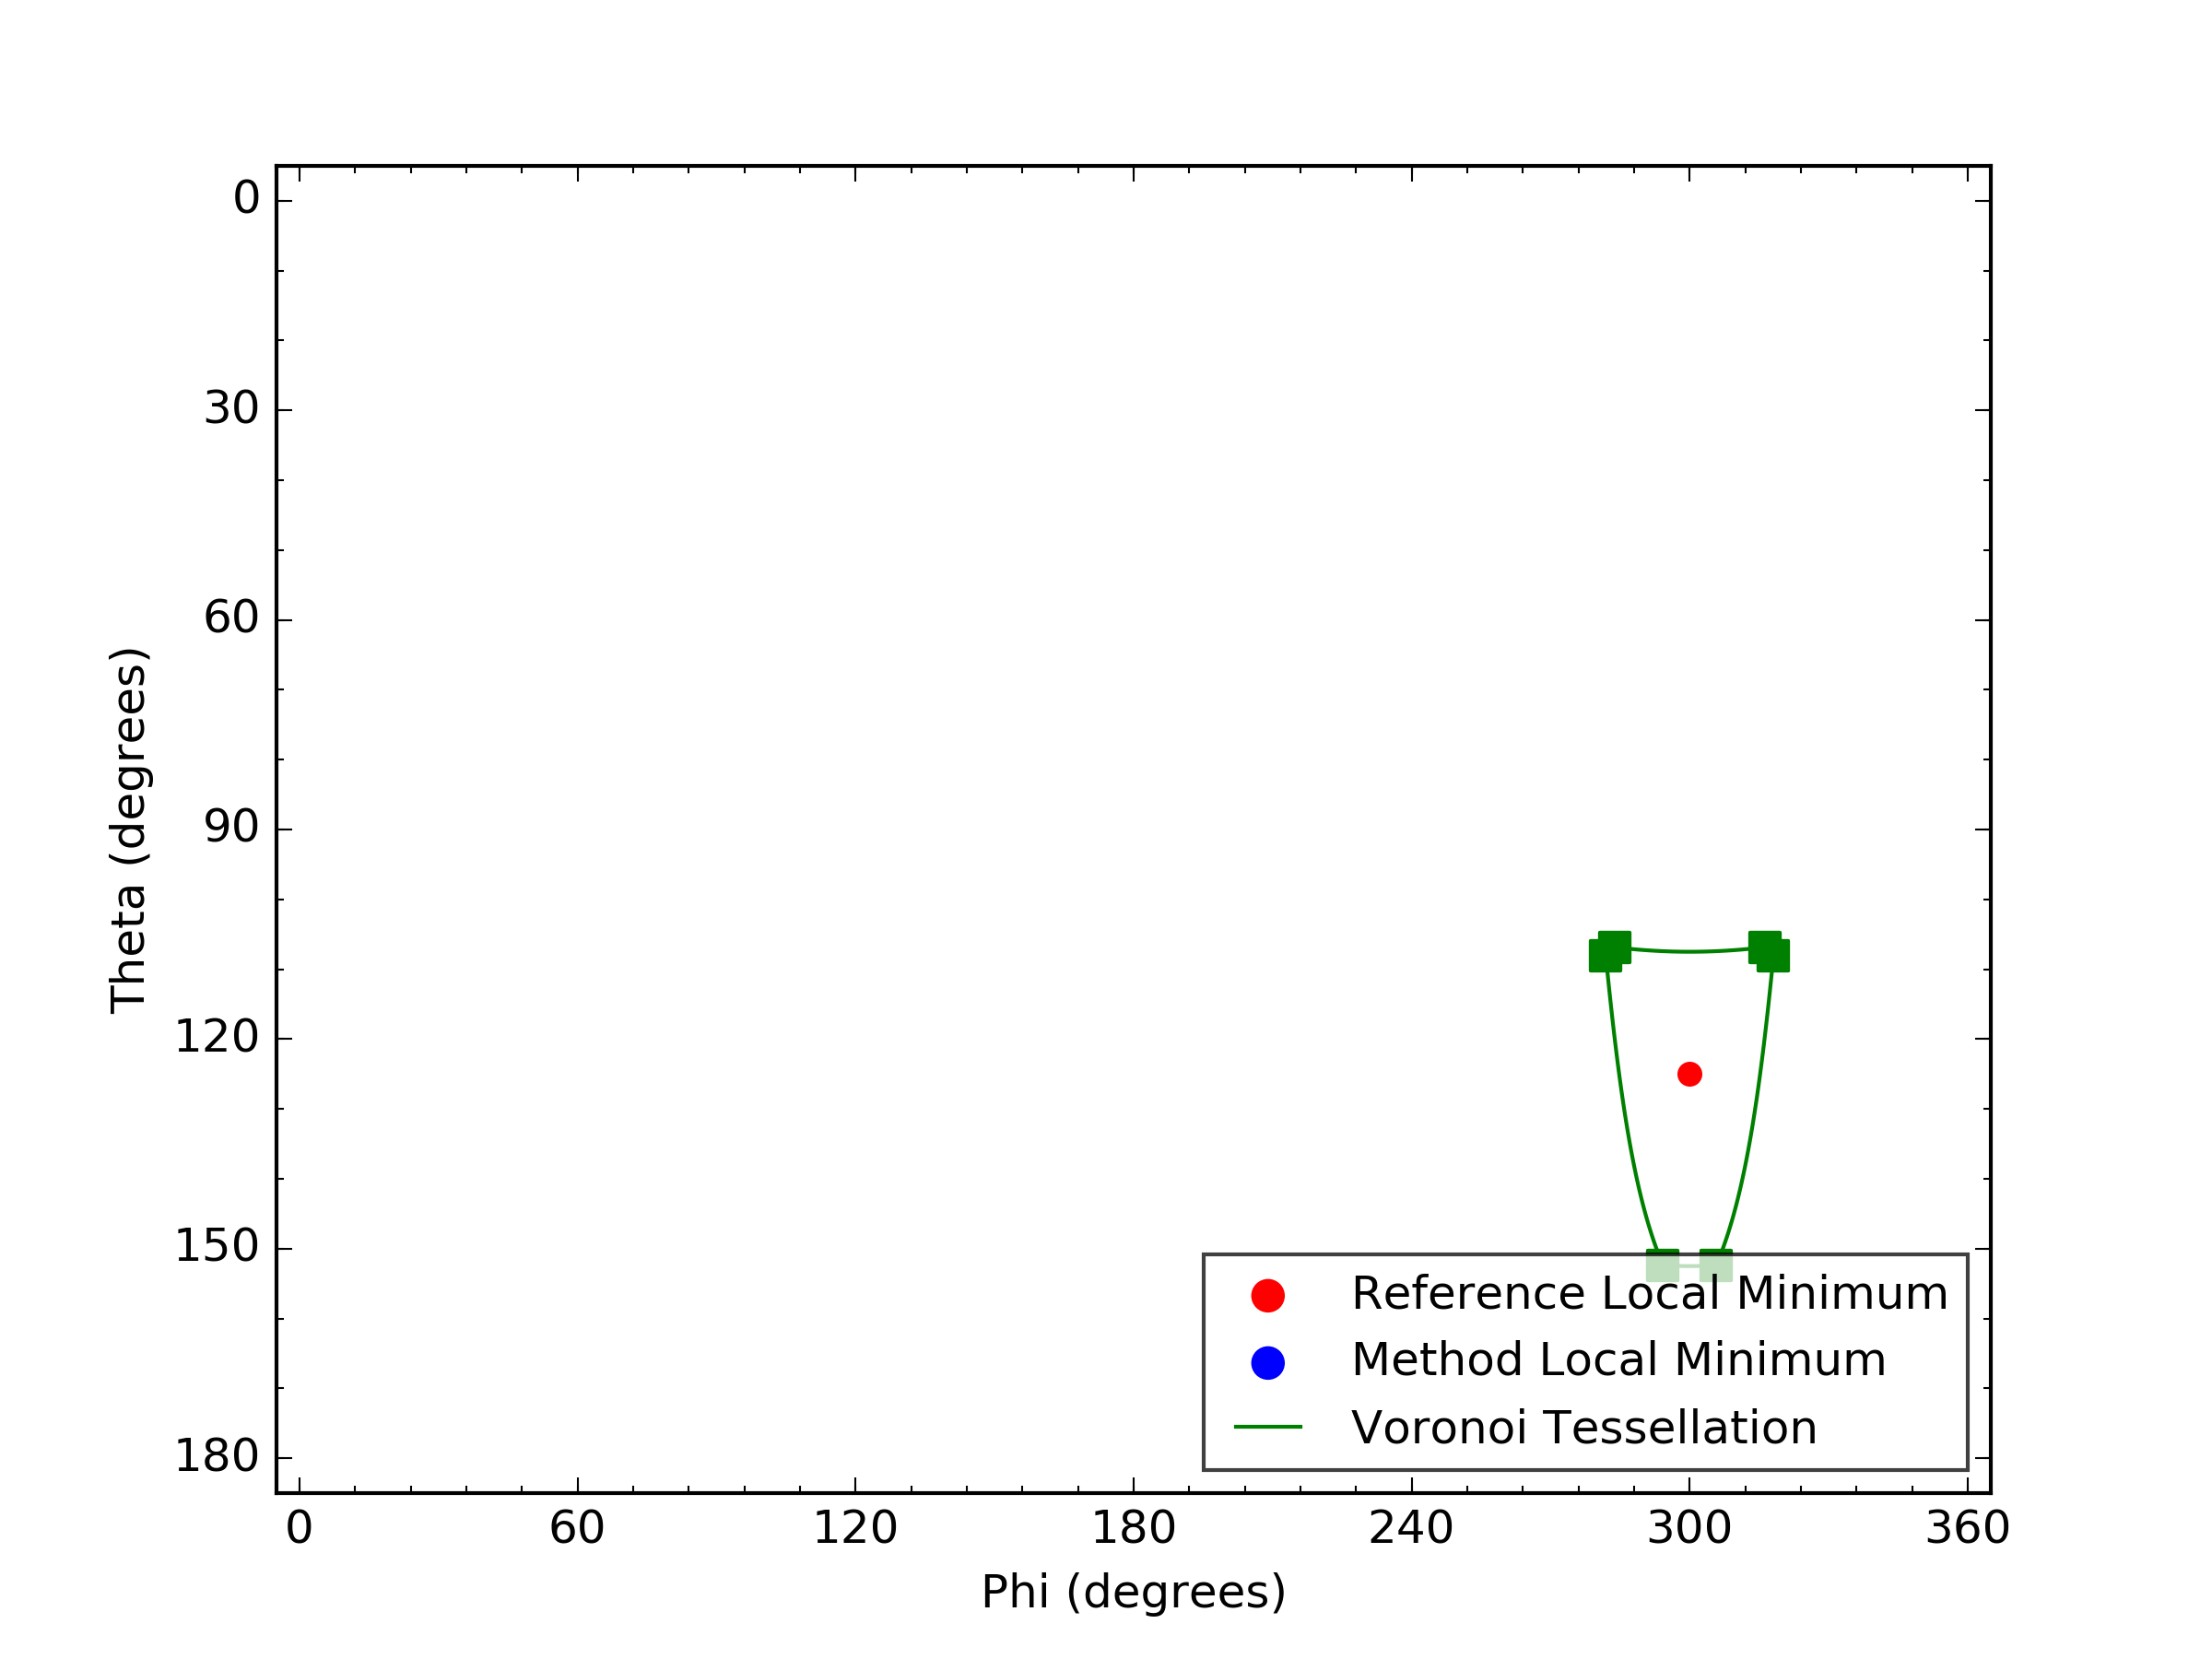 0
30
60
90
120
150
180
Theta (degrees)
Reference Local Minimum
Method Local Minimum
Voronoi Tessellation
0 60 120 180 240 300 360
Phi (degrees)